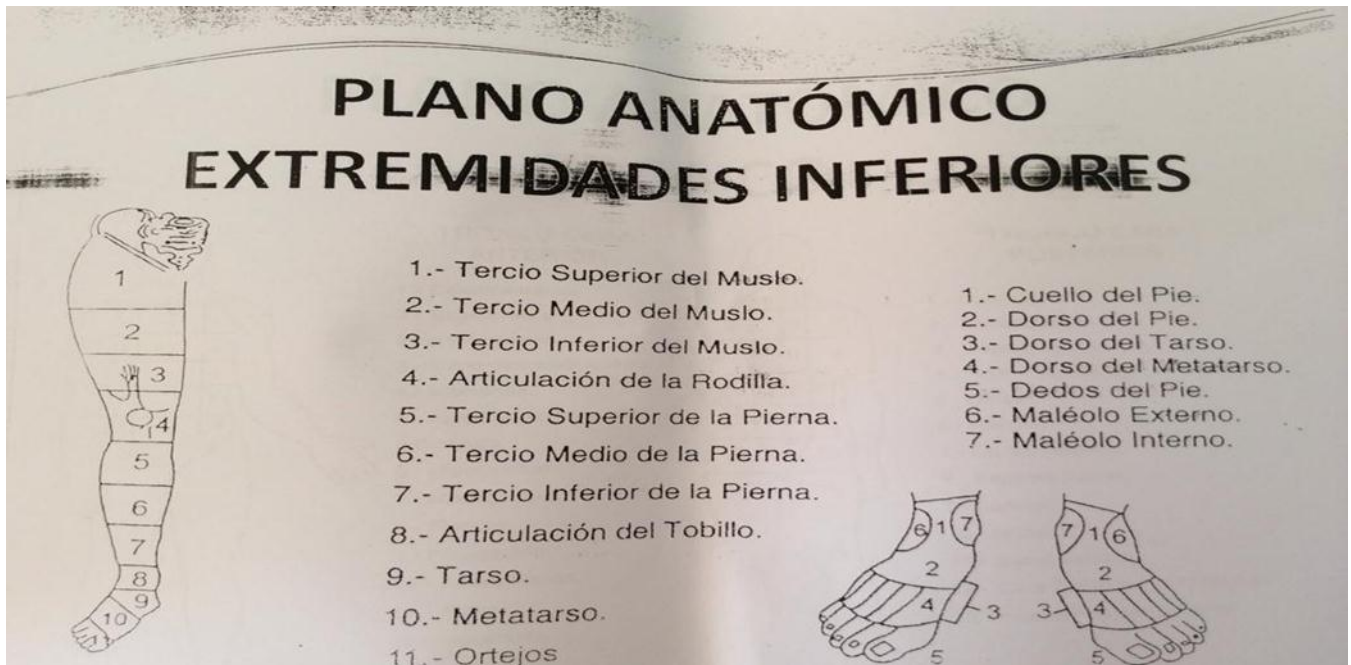 PLANO ANATÓMICO
EXTREMIDADES INFERIORES
1
2
3
4
5
6
7
8
9
10
1.- Tercio Superior del Muslo.
2.- Tercio Medio del Muslo.
3.- Tercio Inferior del Muslo.
4.- Articulación de la Rodilla.
5.- Tercio Superior de la Pierna.
6.- Tercio Medio de la Pierna.
7.- Tercio Inferior de la Pierna.
8.- Articulación del Tobillo.
9.- Tarso.
10.- Metatarso.
11.- Ortejos
1.- Cuello del Pie.
2.- Dorso del Pie.
3.- Dorso del Tarso.
4.- Dorso del Metatarso.
5.- Dedos del Pie.
6.- Maléolo Externo.
7.- Maléolo Interno.
6 1 7
2
4
3
5
7 1 6
2
3
4
5